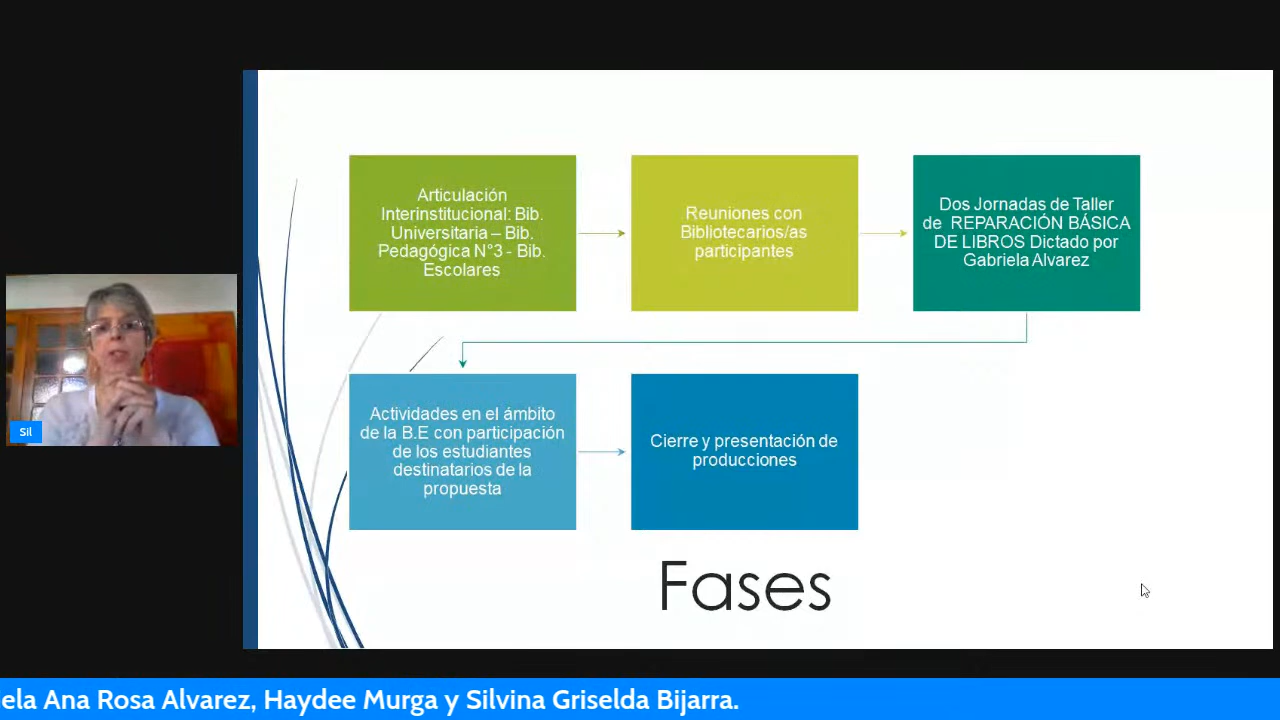 Articulación
Interinstitucional: Bib.
Universitaria – Bib.
Pedagógica N°3 - Bib.
Escolares
Reuniones con
Bibliotecarios/as
participantes
Dos Jornadas de Taller
de REPARACIÓN BÁSICA
DE LIBROS Dictado por
Gabriela Alvarez
Actividades en el ámbito
de la B.E con participación
de los estudiantes
destinatarios de la
propuesta
Cierre y presentación de
producciones
Fases
Sil
ela Ana Rosa Alvarez, Haydee Murga y Silvina Griselda Bijarra.